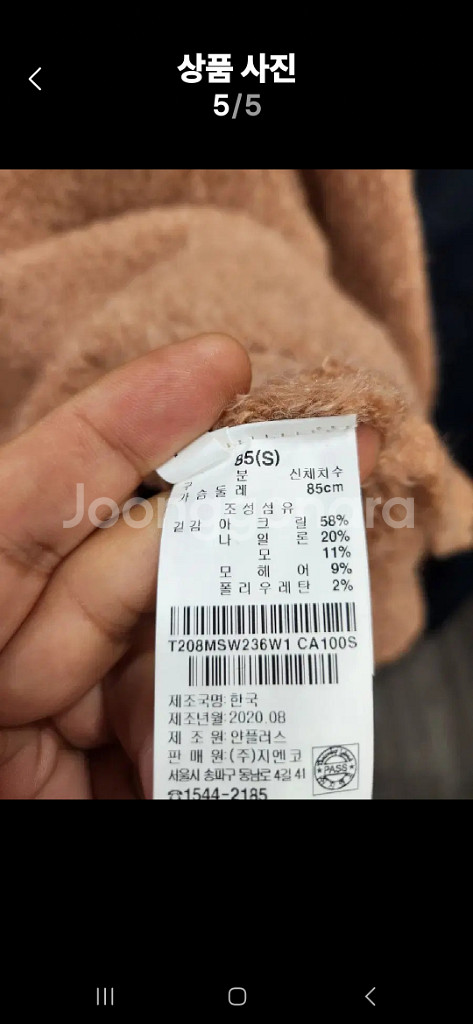 상품 사진
5/5
85(S)
구 분 신체치수
가슴둘레 85cm
조성섬유
겉감 아크릴 58%
나일론 20%
모 11%
모헤어 9%
폴리우레탄 2%
Joonggonara
T208MSW236W1 CA100S
제조국명:한국
제조년월:2020.08
제 조 원:얀플러스
판 매 원:(주)지엔코
서울시 송파구 동남로 4길 41
PASS
☎1544-2185